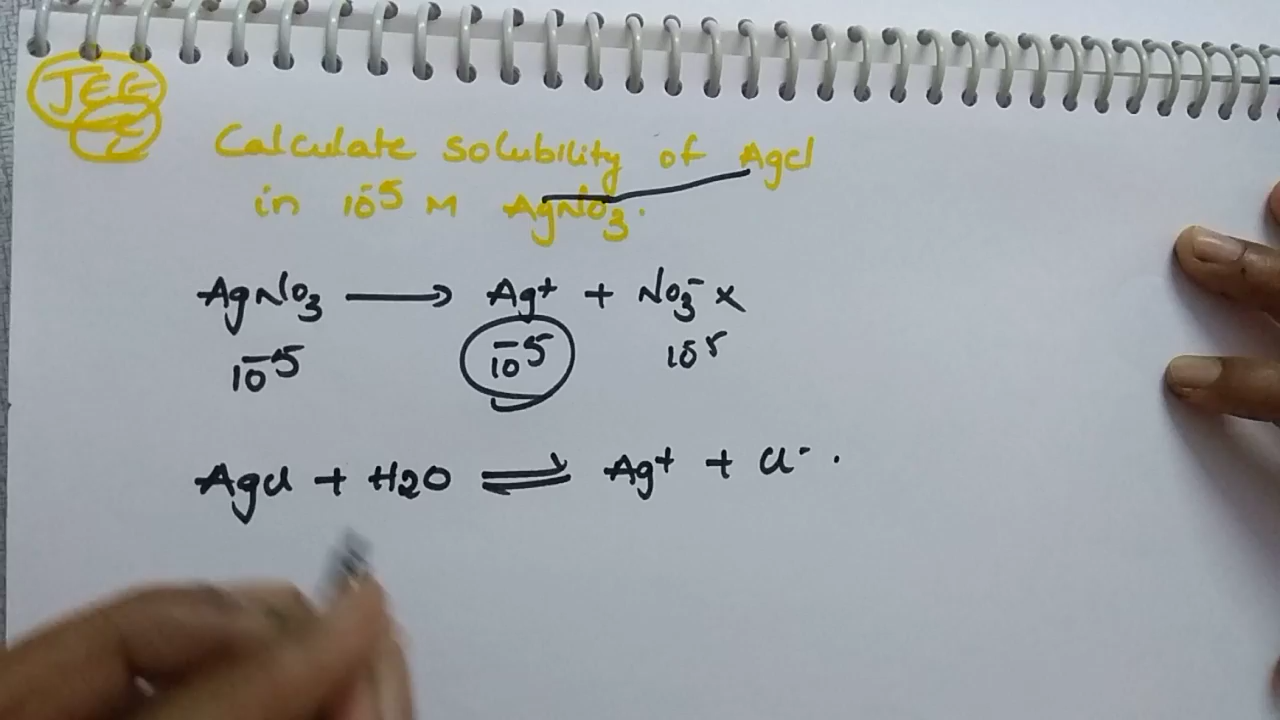 JEE
Calculate solubility of AgCl
in 10⁻⁵ M AgNO₃.
AgNO₃ ⟶ Ag⁺ + NO₃⁻ x
10⁻⁵ 10⁻⁵ 10⁻⁵
AgCl + H2O ⇌ Ag⁺ + Cl⁻.